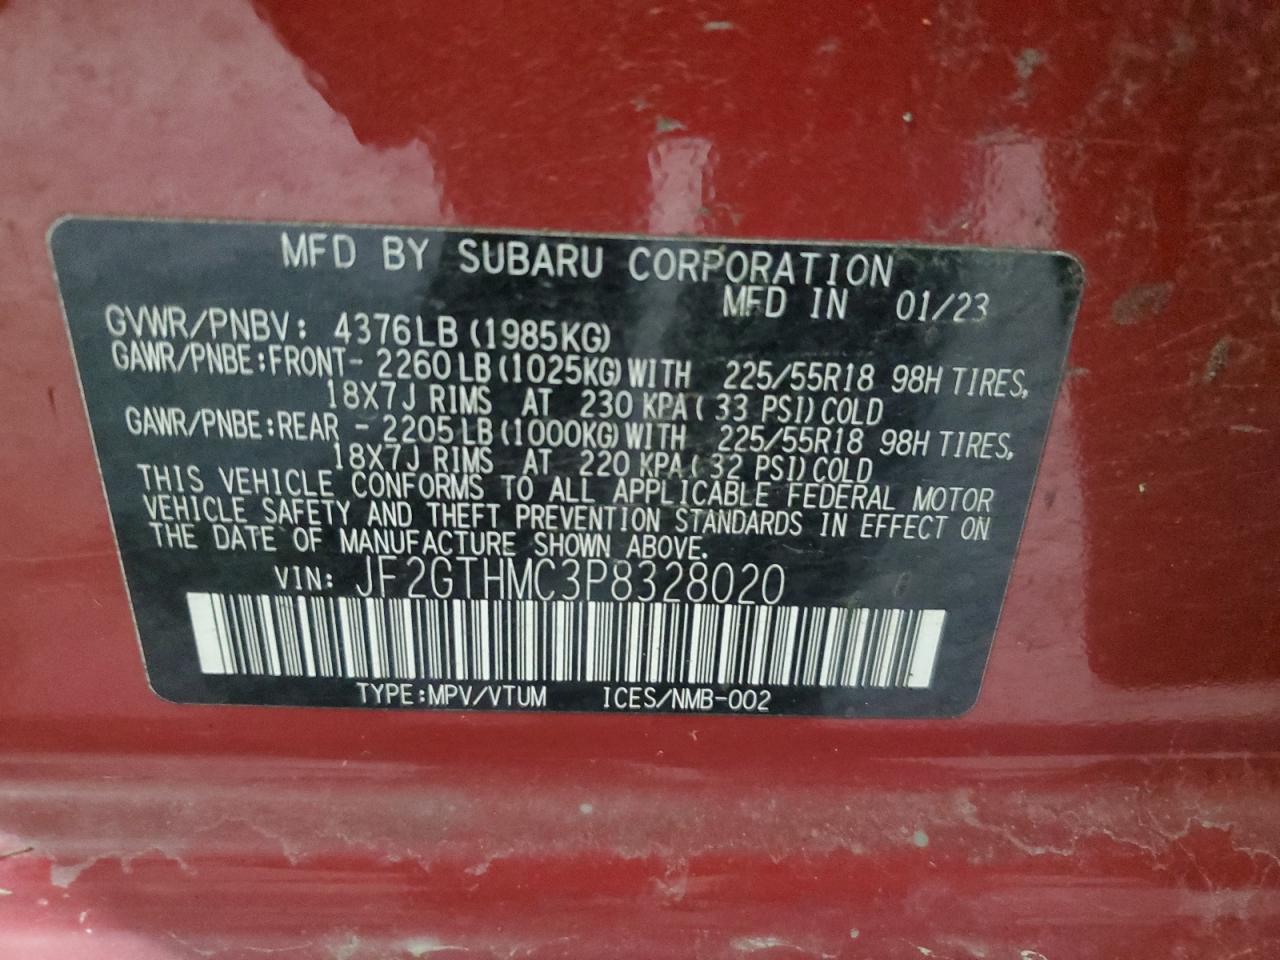 MFD BY SUBARU CORPORATION
MFD IN 01/23
GVWR/PNBV: 4376LB (1985KG)
GAWR/PNBE:FRONT- 2260LB (1025KG) WITH 225/55R18 98H TIRES,
18X7J RIMS AT 230 KPA( 33 PSI) COLD
GAWR/PNBE:REAR - 2205LB (1000KG) WITH 225/55R18 98H TIRES,
18X7J RIMS AT 220 KPA( 32 PSI) COLD
THIS VEHICLE CONFORMS TO ALL APPLICABLE FEDERAL MOTOR
VEHICLE SAFETY AND THEFT PREVENTION STANDARDS IN EFFECT ON
THE DATE OF MANUFACTURE SHOWN ABOVE.
VIN: JF2GTHMC3P8328020
TYPE:MPV/VTUM ICES/NMB-002